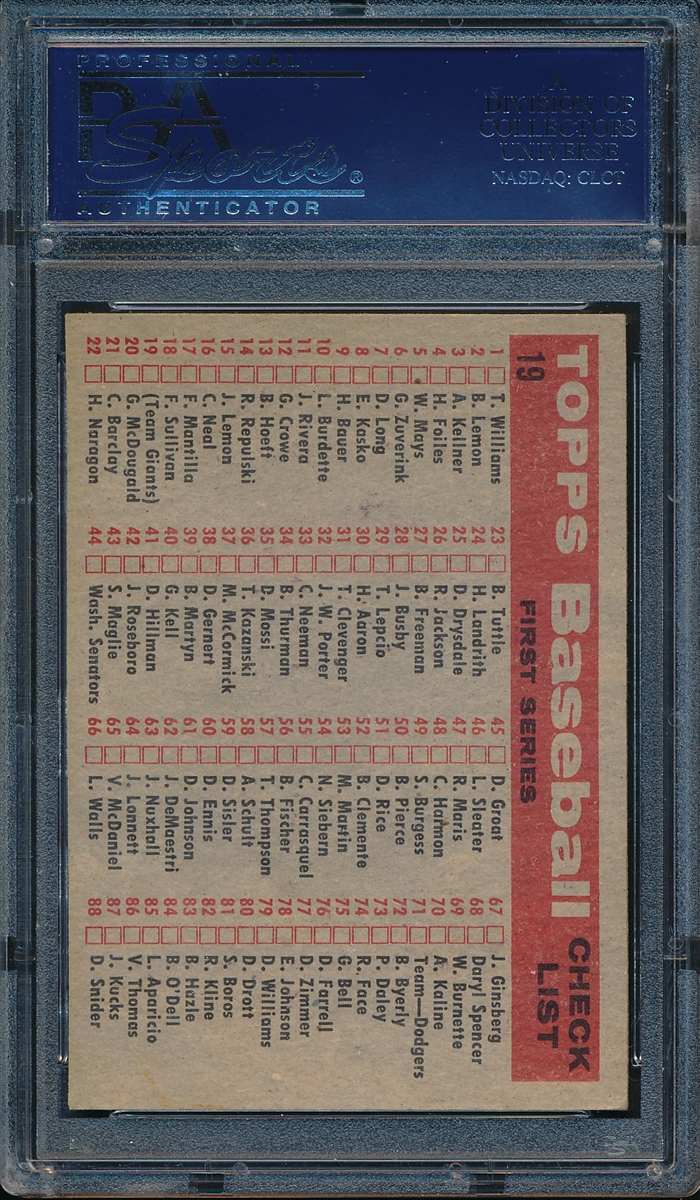 PROFESSIONAL
PSA
Sports®
AUTHENTICATOR
A
DIVISION OF
COLLECTORS
UNIVERSE
NASDAQ: CLCT
TOPPS Baseball CHECK LIST
19 FIRST SERIES
1 T. Williams
2 B. Lemon
3 A. Kellner
4 H. Foiles
5 W. Mays
6 G. Zuverink
7 D. Long
8 E. Kasko
9 H. Bauer
10 L. Burdette
11 J. Rivera
12 G. Crowe
13 B. Hoeft
14 R. Repulski
15 J. Lemon
16 C. Neal
17 F. Mantilla
18 F. Sullivan
19 (Team Giants)
20 G. McDougald
21 C. Barclay
22 H. Naragon
23 B. Tuttle
24 H. Landrith
25 D. Drysdale
26 R. Jackson
27 B. Freeman
28 J. Busby
29 T. Lepcio
30 H. Aaron
31 T. Clevenger
32 J. W. Porter
33 C. Neeman
34 B. Thurman
35 D. Mossi
36 T. Kazanski
37 M. McCormick
38 D. Gernert
39 B. Martyn
40 G. Kell
41 D. Hillman
42 J. Roseboro
43 S. Maglie
44 Wash. Senators
45 D. Groat
46 L. Sleater
47 R. Maris
48 C. Harmon
49 S. Burgess
50 B. Pierce
51 D. Rice
52 B. Clemente
53 M. Martin
54 N. Siebern
55 C. Carrasquel
56 B. Fischer
57 T. Thompson
58 A. Schult
59 D. Sisler
60 D. Ennis
61 D. Johnson
62 J. DeMaestri
63 J. Nuxhall
64 J. Lonnett
65 V. McDaniel
66 L. Walls
67 J. Ginsberg
68 Daryl Spencer
69 W. Burnette
70 A. Kaline
71 Team—Dodgers
72 B. Byerly
73 P. Daley
74 R. Face
75 G. Bell
76 D. Farrell
77 D. Zimmer
78 E. Johnson
79 D. Williams
80 D. Drott
81 S. Boros
82 R. Kline
83 B. Hazle
84 B. O'Dell
85 L. Aparicio
86 V. Thomas
87 J. Kucks
88 D. Snider